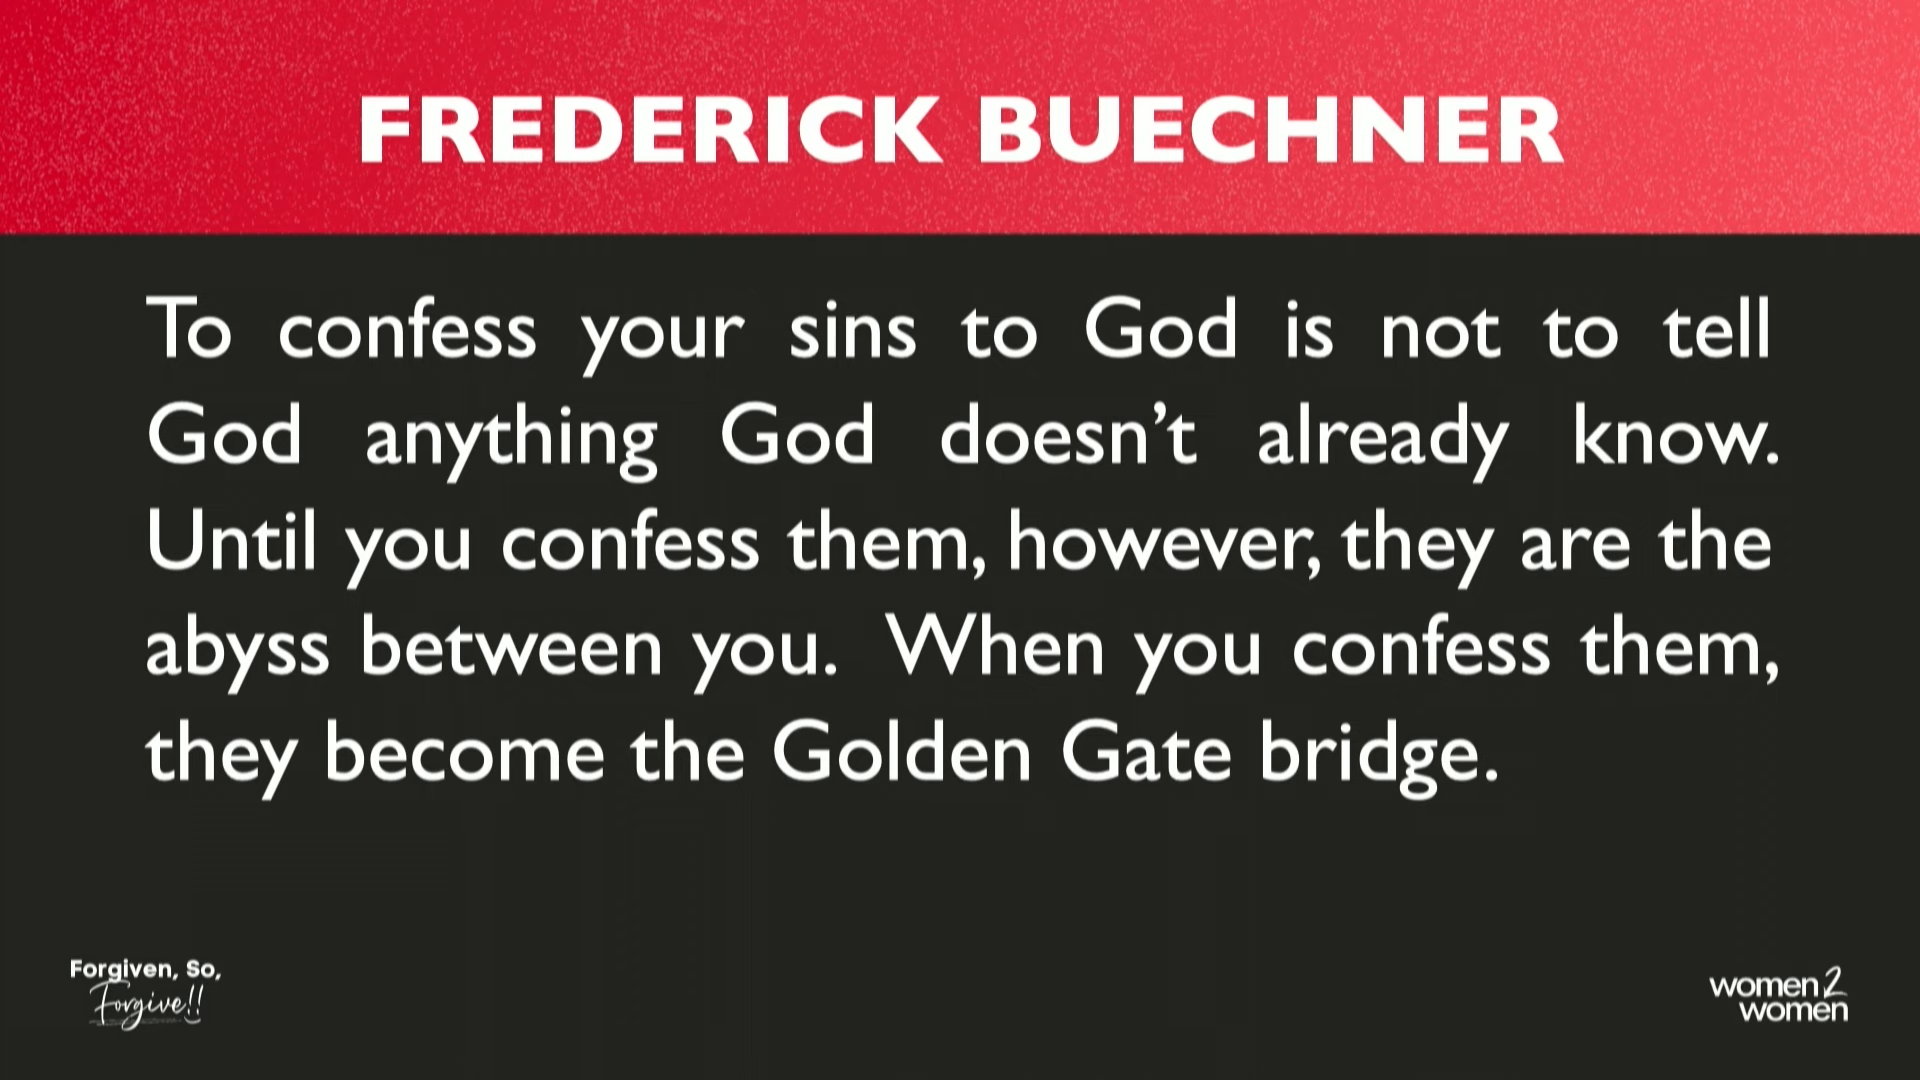 FREDERICK BUECHNER
To confess your sins to God is not to tell
God anything God doesn’t already know.
Until you confess them, however, they are the
abyss between you.  When you confess them,
they become the Golden Gate bridge.
Forgiven, So,
Forgive!!
women2
women